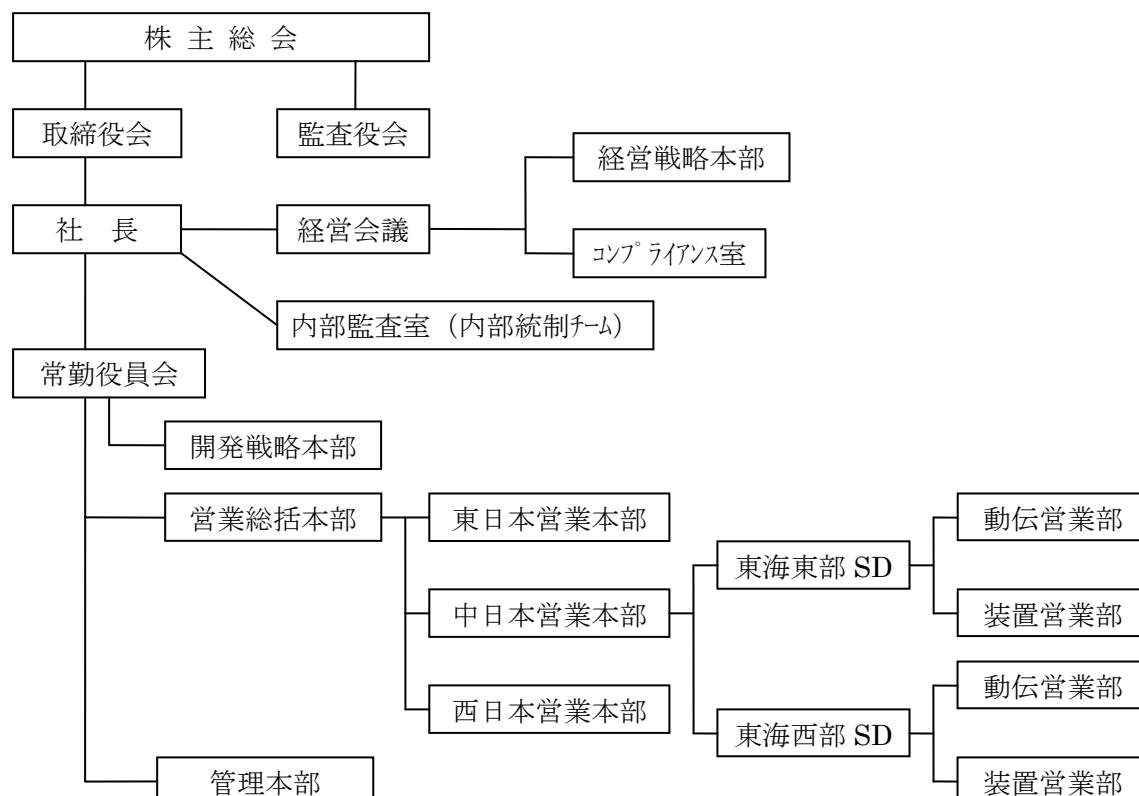 株 主 総 会
取締役会
監査役会
経営戦略本部
社 長
経営会議
ｺﾝﾌﾟﾗｲｱﾝｽ室
内部監査室（内部統制ﾁｰﾑ）
常勤役員会
開発戦略本部
営業総括本部
東日本営業本部
動伝営業部
東海東部 SD
中日本営業本部
装置営業部
動伝営業部
西日本営業本部
東海西部 SD
管理本部
装置営業部